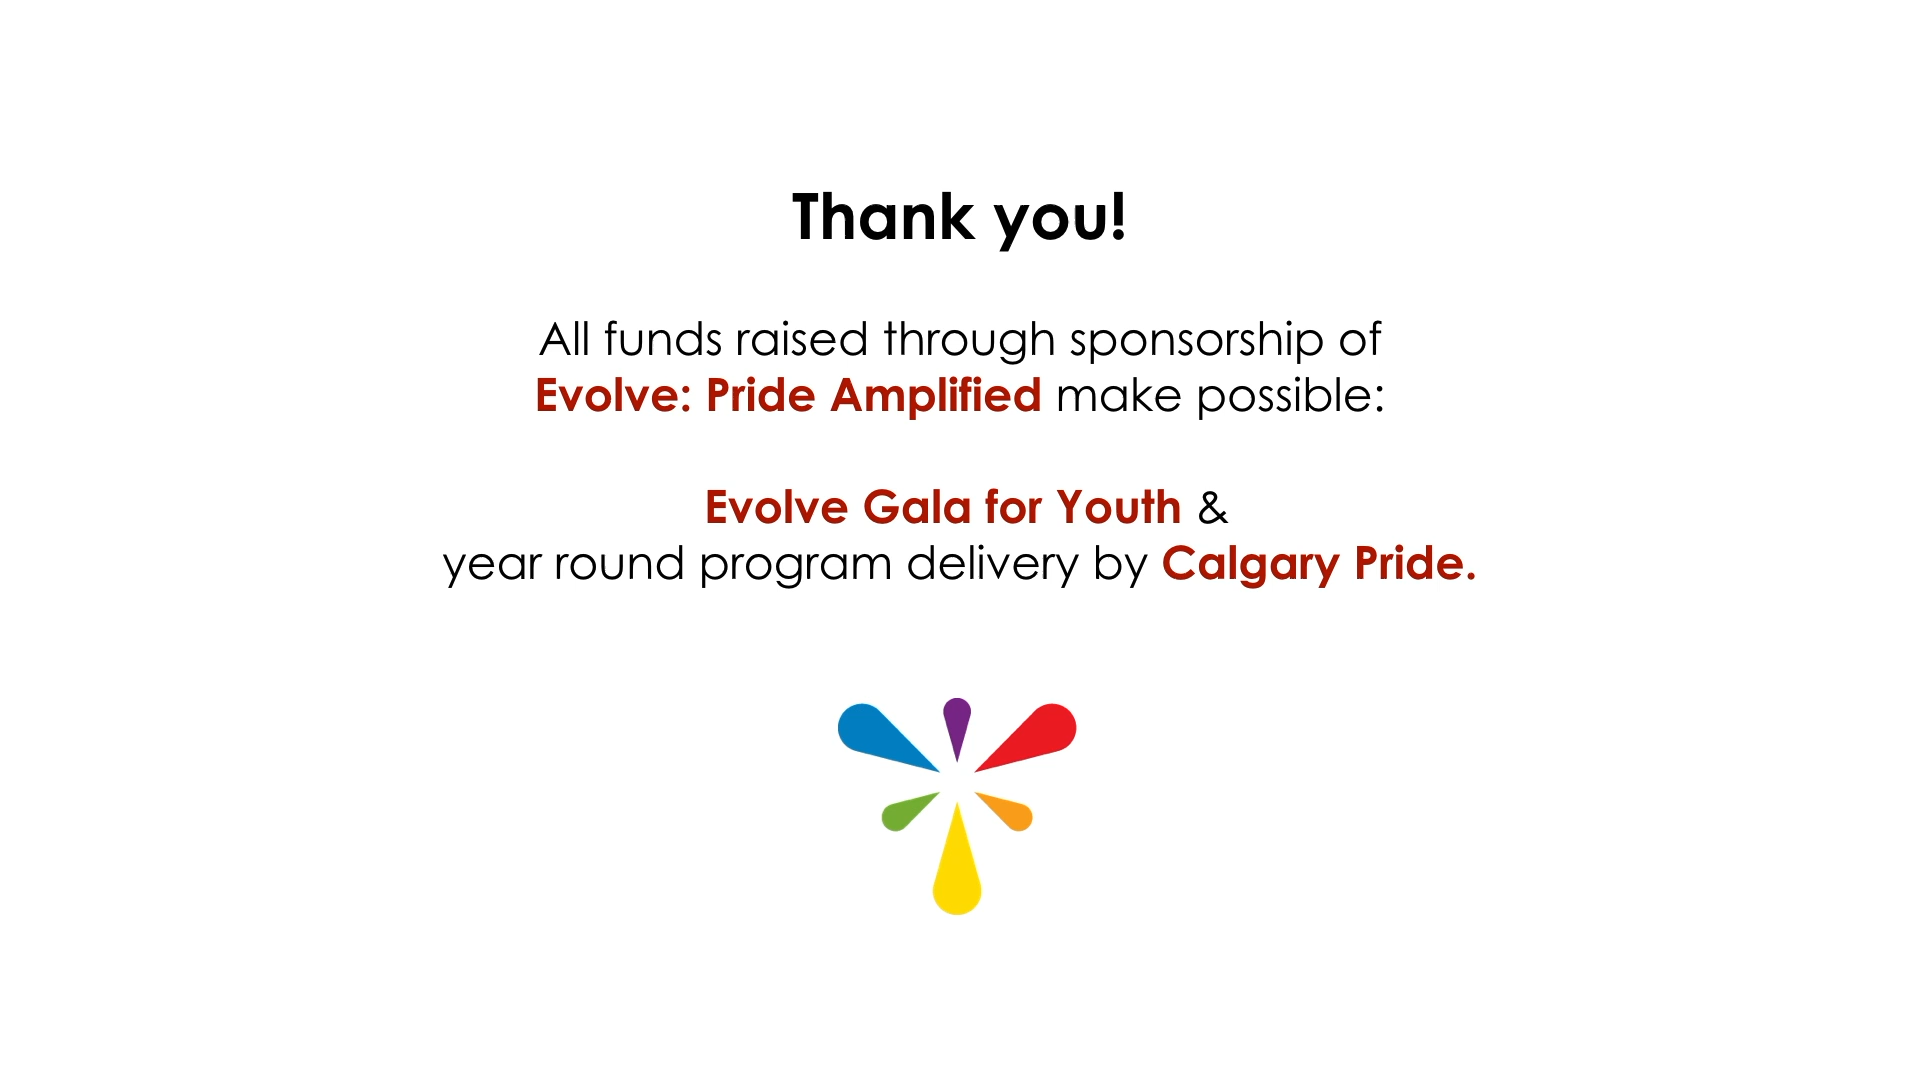 Thank you!
All funds raised through sponsorship of
Evolve: Pride Amplified make possible:
Evolve Gala for Youth &
year round program delivery by Calgary Pride.